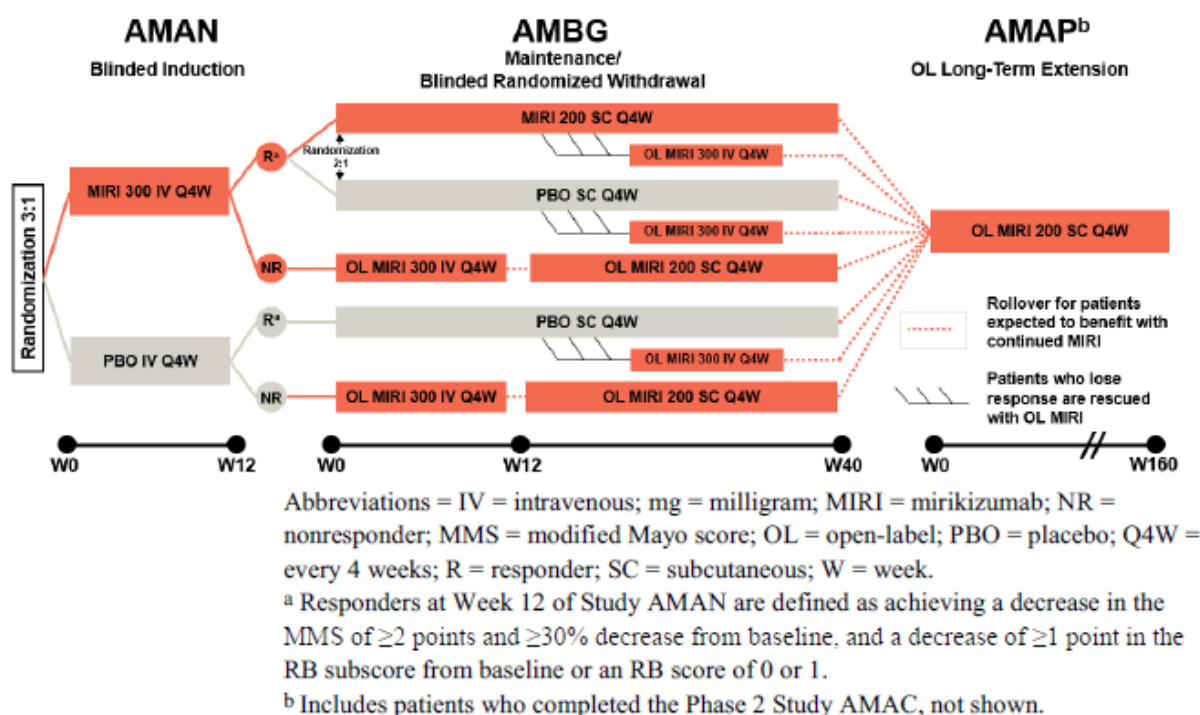 AMAN
Blinded Induction
AMBG
Maintenance/
Blinded Randomized Withdrawal
AMAPᵇ
OL Long-Term Extension
Randomization 3:1
MIRI 300 IV Q4W
Rᵃ
NR
Randomization
2:1
MIRI 200 SC Q4W
OL MIRI 300 IV Q4W
PBO SC Q4W
OL MIRI 300 IV Q4W
OL MIRI 300 IV Q4W
OL MIRI 200 SC Q4W
PBO IV Q4W
Rᵃ
NR
PBO SC Q4W
OL MIRI 300 IV Q4W
OL MIRI 300 IV Q4W
OL MIRI 200 SC Q4W
OL MIRI 200 SC Q4W
Rollover for patients
expected to benefit with
continued MIRI
Patients who lose
response are rescued
with OL MIRI
W0
W12
W0
W12
W40
W0
W160
Abbreviations = IV = intravenous; mg = milligram; MIRI = mirikizumab; NR =
nonresponder; MMS = modified Mayo score; OL = open-label; PBO = placebo; Q4W =
every 4 weeks; R = responder; SC = subcutaneous; W = week.
ᵃ Responders at Week 12 of Study AMAN are defined as achieving a decrease in the
MMS of ≥2 points and ≥30% decrease from baseline, and a decrease of ≥1 point in the
RB subscore from baseline or an RB score of 0 or 1.
ᵇ Includes patients who completed the Phase 2 Study AMAC, not shown.